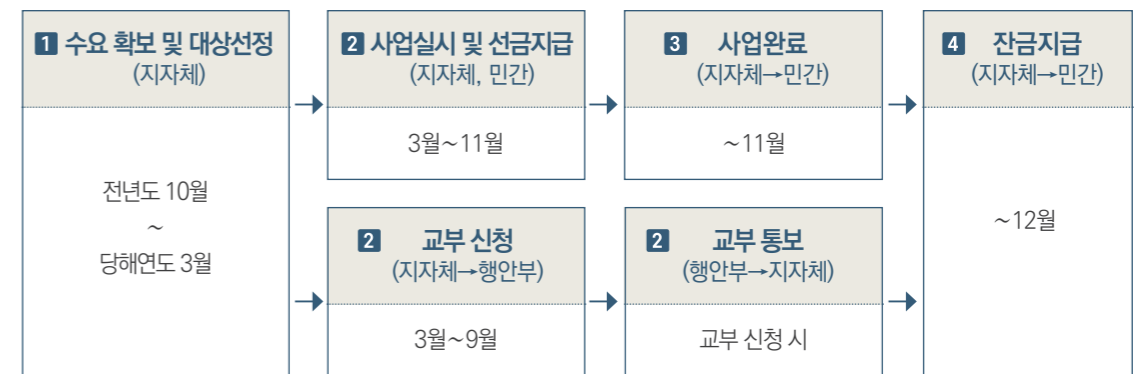 1 수요 확보 및 대상선정
(지자체)
전년도 10월
~
당해연도 3월
2 사업실시 및 선금지급
(지자체, 민간)
3월~11월
3 사업완료
(지자체→민간)
~11월
2 교부 신청
(지자체→행안부)
3월~9월
2 교부 통보
(행안부→지자체)
교부 신청 시
4 잔금지급
(지자체→민간)
~12월